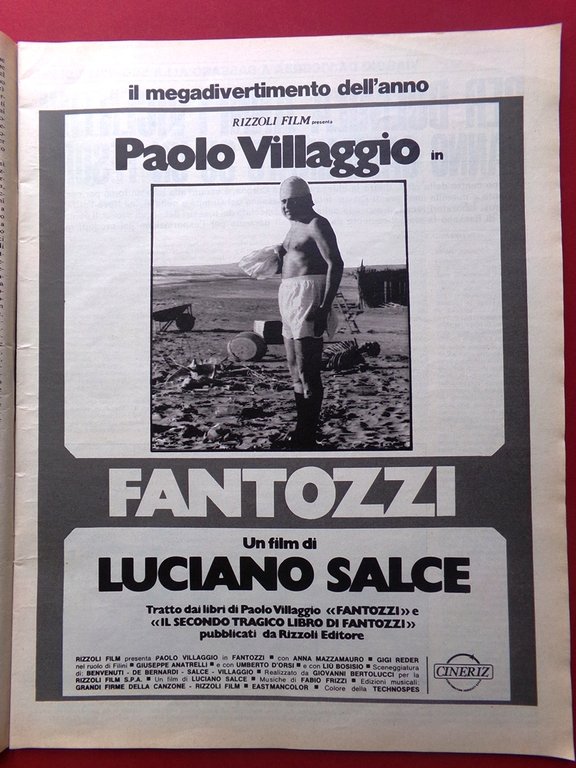 il megadivertimento dell'anno
RIZZOLI FILM presenta
Paolo Villaggio in
FANTOZZI
Un film di
LUCIANO SALCE
Tratto dai libri di Paolo Villaggio «FANTOZZI» e
«IL SECONDO TRAGICO LIBRO DI FANTOZZI»
pubblicati da Rizzoli Editore
RIZZOLI FILM presenta PAOLO VILLAGGIO in FANTOZZI ■ con ANNA MAZZAMAURO ■ GIGI REDER
nel ruolo di Filini ■ GIUSEPPE ANATRELLI ■ e con UMBERTO D'ORSI ■ e con LIÙ BOSISIO ■ Sceneggiatura
di: BENVENUTI - DE BERNARDI - SALCE - VILLAGGIO ■ Realizzato da GIOVANNI BERTOLUCCI per la
RIZZOLI FILM S.P.A. ■ Un film di LUCIANO SALCE ■ Musiche di FABIO FRIZZI ■ Edizioni musicali:
GRANDI FIRME DELLA CANZONE - RIZZOLI FILM ■ EASTMANCOLOR ■ Colore della TECHNOSPES
CINERIZ